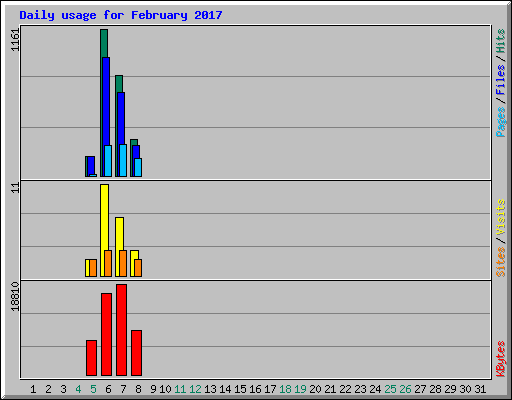 Daily usage for February 2017
1161
Pages / Files / Hits
11
Sites / Visits
18810
KBytes
1 2 3 4 5 6 7 8 9 10 11 12 13 14 15 16 17 18 19 20 21 22 23 24 25 26 27 28 29 30 31